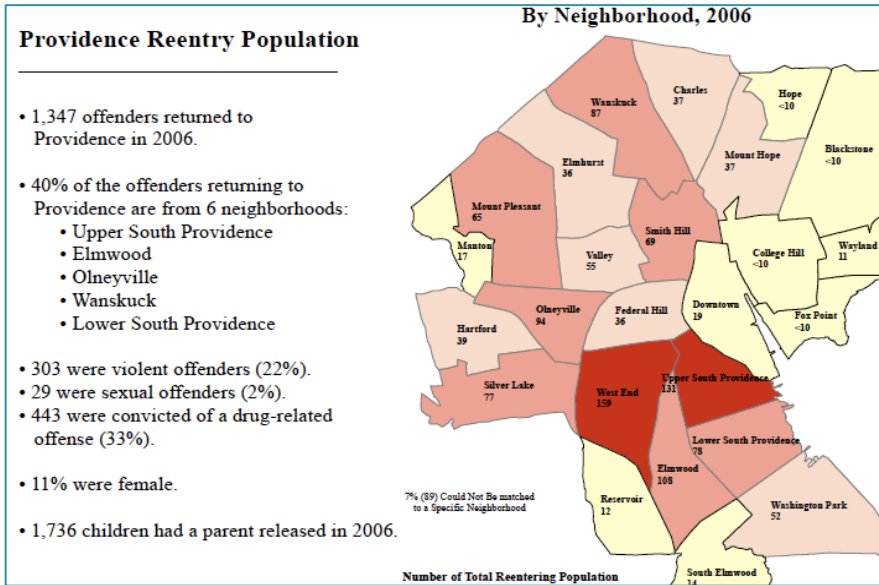 Providence Reentry Population
• 1,347 offenders returned to
Providence in 2006.
• 40% of the offenders returning to
Providence are from 6 neighborhoods:
• Upper South Providence
• Elmwood
• Olneyville
• Wanskuck
• Lower South Providence
• 303 were violent offenders (22%).
• 29 were sexual offenders (2%).
• 443 were convicted of a drug-related
offense (33%).
• 11% were female.
• 1,736 children had a parent released in 2006.
By Neighborhood, 2006
Charles
37
Hope
<10
Wanskuck
87
Blackstone
<10
Mount Hope
37
Elmhurst
36
Mount Pleasant
65
Smith Hill
69
Manton
17
Valley
55
College Hill
<10
Wayland
11
Olneyville
94
Federal Hill
36
Downtown
19
Fox Point
<10
Hartford
39
Silver Lake
77
West End
159
Upper South Providence
131
Lower South Providence
78
Elmwood
108
Reservoir
12
Washington Park
52
7% (89) Could Not Be matched
to a Specific Neighborhood
South Elmwood
14
Number of Total Reentering Population